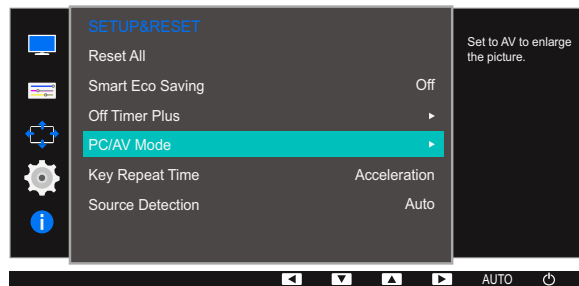 SETUP&RESET
Reset All
Smart Eco Saving Off
Off Timer Plus
PC/AV Mode
Key Repeat Time Acceleration
Source Detection Auto
Set to AV to enlarge
the picture.
AUTO